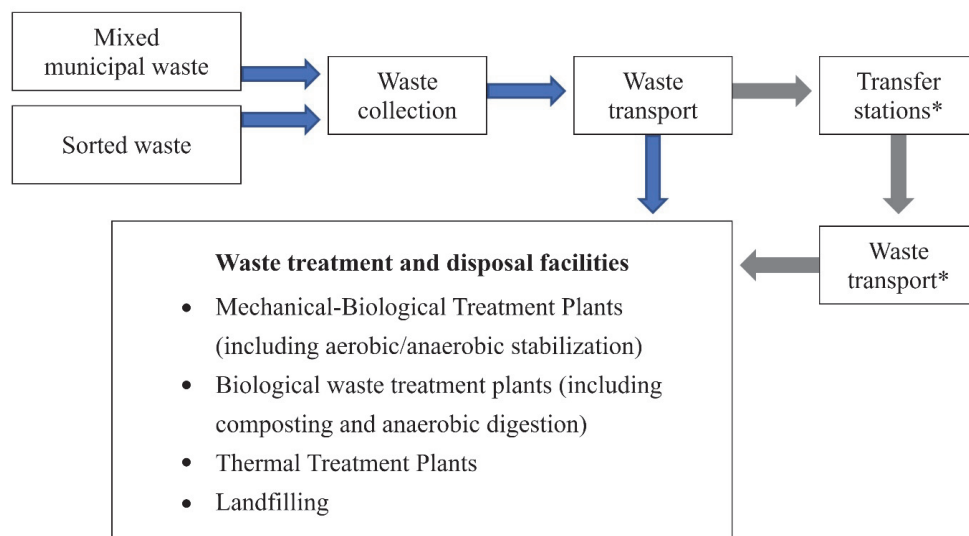 Mixed
municipal waste
Sorted waste
Waste
collection
Waste
transport
Transfer
stations*
Waste
transport*
Waste treatment and disposal facilities
• Mechanical-Biological Treatment Plants
(including aerobic/anaerobic stabilization)
• Biological waste treatment plants (including
composting and anaerobic digestion)
• Thermal Treatment Plants
• Landfilling